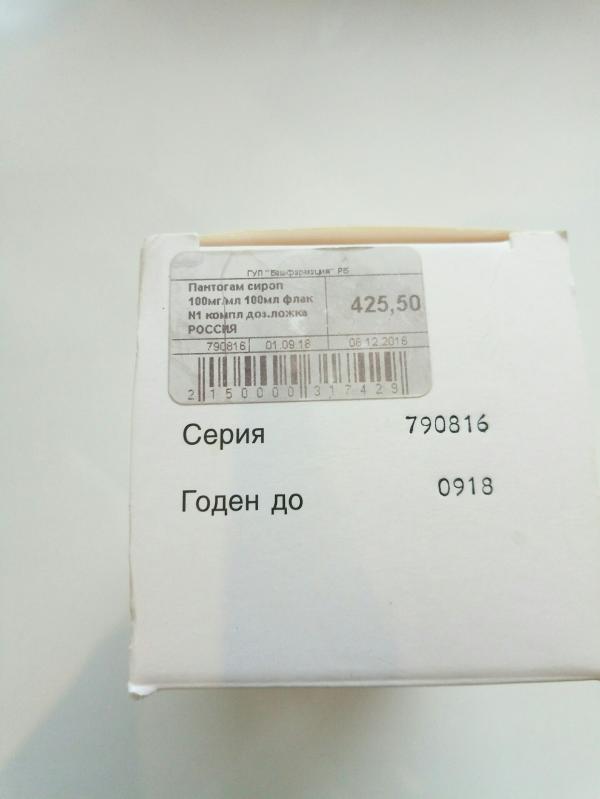 ГУП "Башфармация" РБ
Пантогам сироп
100мг/мл 100мл флак
N1 компл доз.ложка
РОССИЯ
425,50
790816 01.09.18 06.12.2016
2150000317429
Серия 790816
Годен до 0918